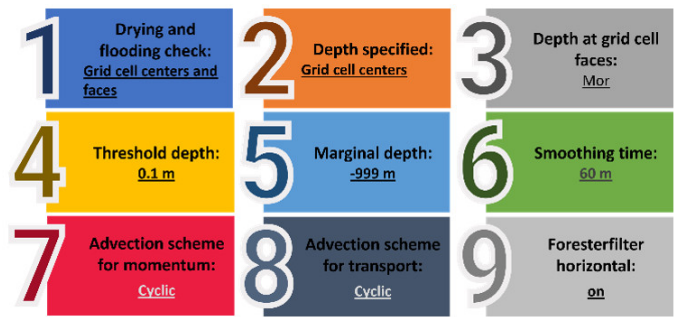 1
Drying and
flooding check:
Grid cell centers and
faces
2
Depth specified:
Grid cell centers
3
Depth at grid cell
faces:
Mor
4
Threshold depth:
0.1 m
5
Marginal depth:
-999 m
6
Smoothing time:
60 m
7
Advection scheme
for momentum:
Cyclic
8
Advection scheme
for transport:
Cyclic
9
Foresterfilter
horizontal:
on